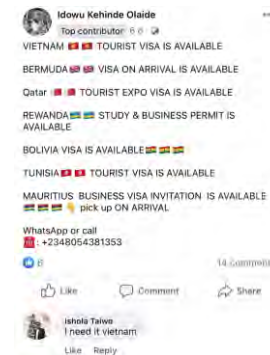 Idowu Kehinde Olaide
Top contributor
VIETNAM 🇻🇳 🇻🇳 TOURIST VISA IS AVAILABLE
BERMUDA🇧🇲 🇧🇲 VISA ON ARRIVAL IS AVAILABLE
Qatar 🇶🇦 🇶🇦 TOURIST EXPO VISA IS AVAILABLE
REWANDA🇷🇼🇷🇼 STUDY & BUSINESS PERMIT IS
AVAILABLE
BOLIVIA VISA IS AVAILABLE🇧🇴 🇧🇴 🇧🇴
TUNISIA🇹🇳 🇹🇳 TOURIST VISA IS AVAILABLE
MAURITIUS BUSINESS VISA INVITATION IS AVAILABLE
🇲🇺 🇲🇺 🇲🇺 👇 pick up ON ARRIVAL
WhatsApp or call
☎️: +2348054381353
6
14 comment
Like Comment Share
Ishola Taiwo
I need it vietnam
Like Reply